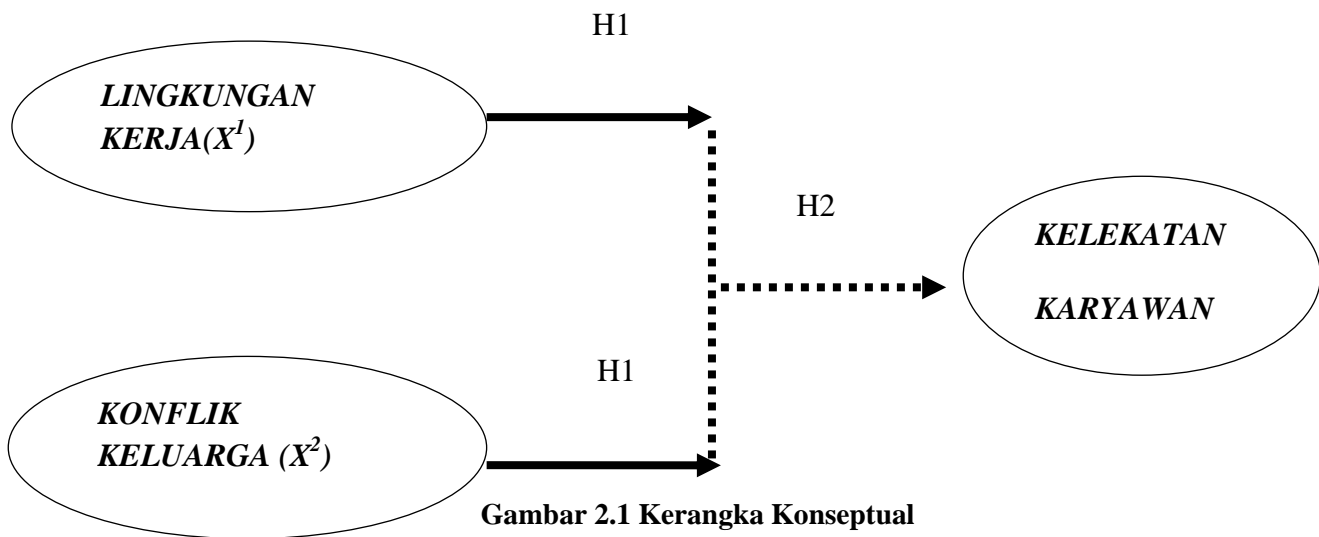 H1
LINGKUNGAN
KERJA(X¹)
H2
KELEKATAN
KARYAWAN
H1
KONFLIK
KELUARGA (X²)
Gambar 2.1 Kerangka Konseptual